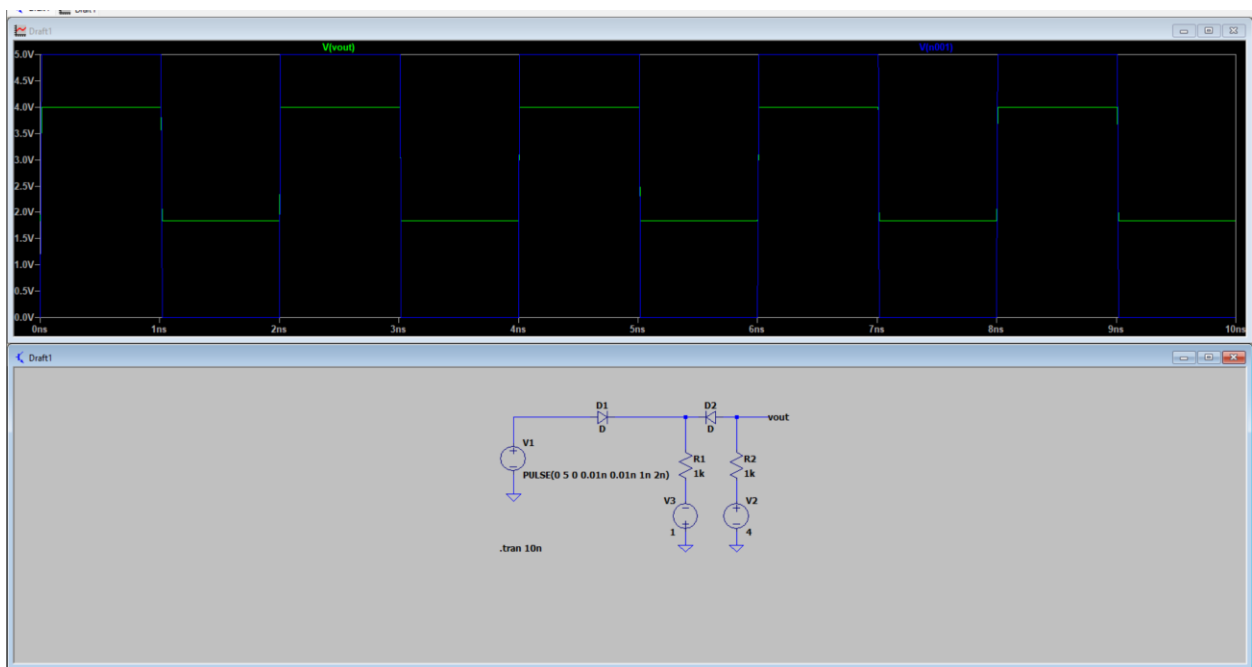 Draft1 Draft1
Draft1
V(vout) V(n001)
5.0V
4.5V
4.0V
3.5V
3.0V
2.5V
2.0V
1.5V
1.0V
0.5V
0.0V
0ns 1ns 2ns 3ns 4ns 5ns 6ns 7ns 8ns 9ns 10ns
Draft1
D1 D2
D D vout
V1
R1 R2
PULSE(0 5 0 0.01n 0.01n 1n 2n) 1k 1k
V3 V2
1 4
.tran 10n